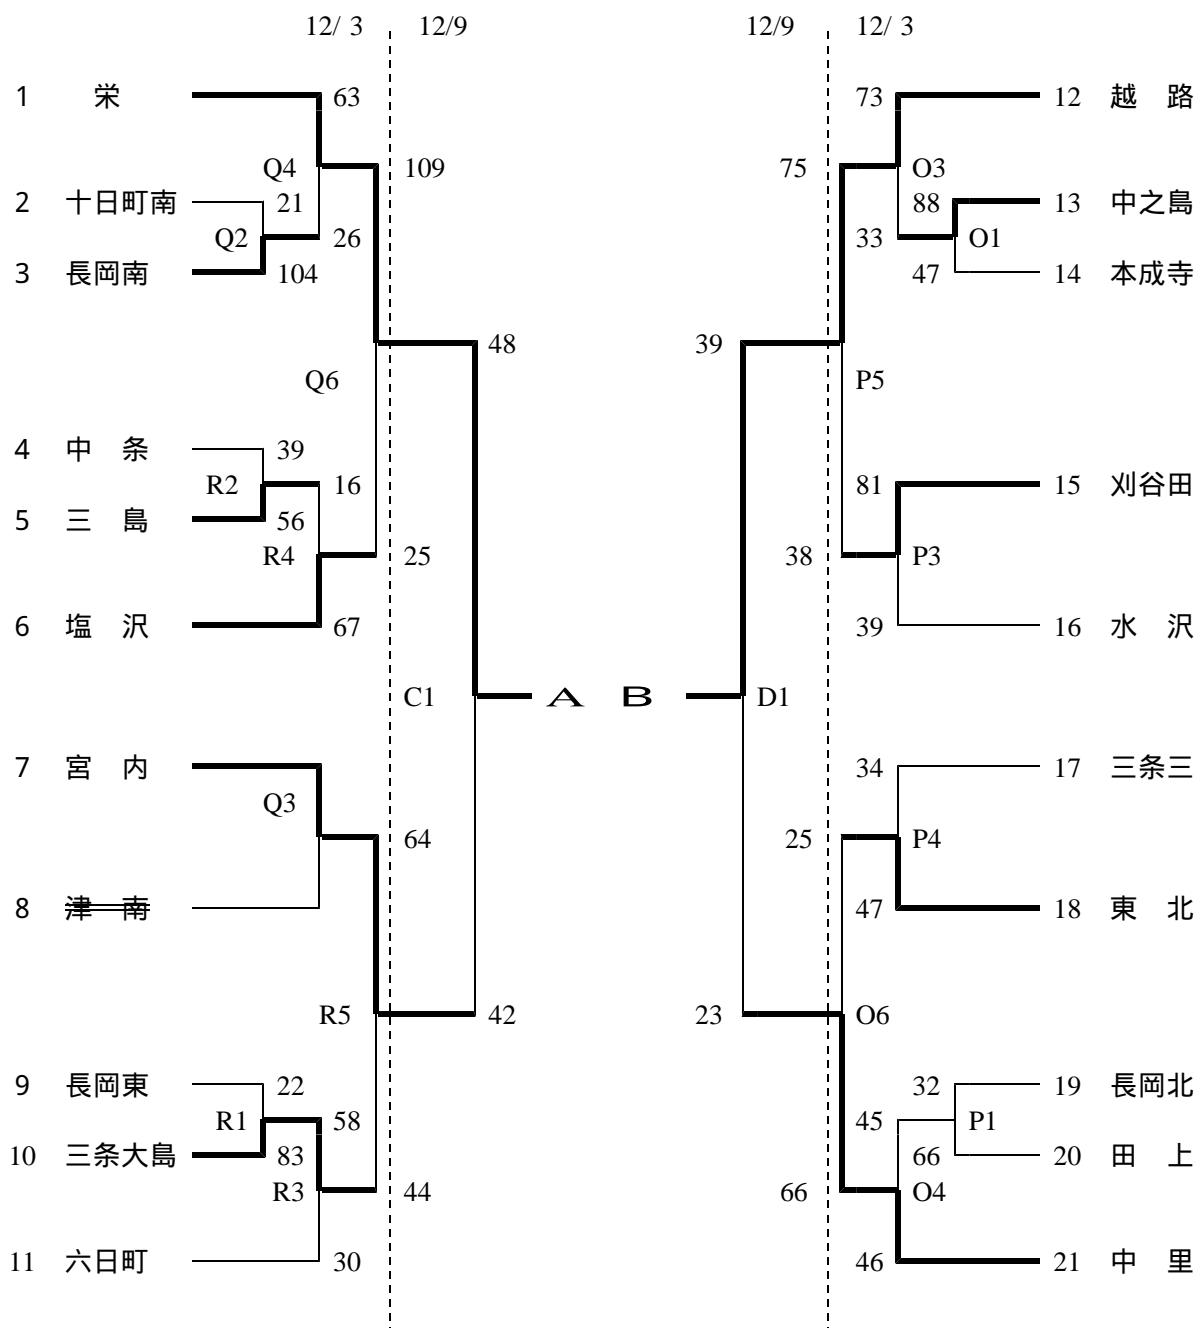 12/ 3 12/9 12/9 12/ 3
1 栄 63 73 12 越 路
Q4 109 75 O3
2 十日町南 21 88 13 中之島
Q2 26 33 O1
3 長岡南 104 47 14 本成寺
48 39
Q6 P5
4 中 条 39
R2 16 81 15 刈谷田
5 三 島 56
R4 25 38 P3
6 塩 沢 67 39 16 水 沢
C1 A B D1
7 宮 内 34 17 三条三
Q3
64 25 P4
8 津 南 47 18 東 北
R5 42 23 O6
9 長岡東 22 32 19 長岡北
R1 58 45 P1
10 三条大島 83 66 20 田 上
R3 44 66 O4
11 六日町 30 46 21 中 里